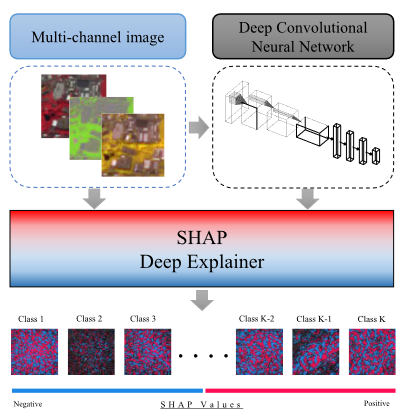 Multi-channel image
Deep Convolutional
Neural Network
SHAP
Deep Explainer
Class 1
Class 2
Class 3
Class K-2
Class K-1
Class K
Negative
SHAP Values
Positive